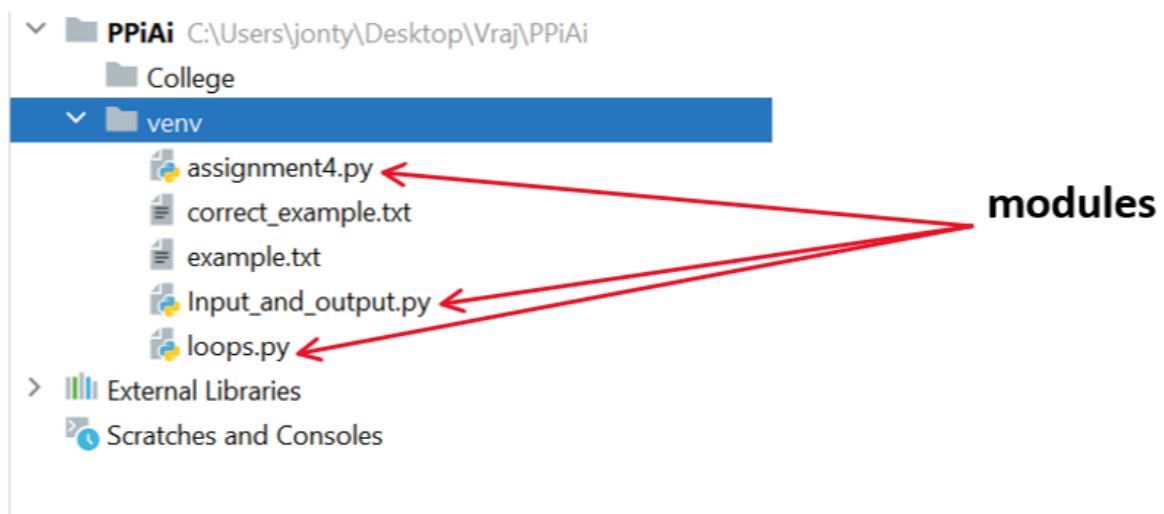 PPiAi C:\Users\jonty\Desktop\Vraj\PPiAi
College
venv
assignment4.py
correct_example.txt
modules
example.txt
Input_and_output.py
loops.py
External Libraries
Scratches and Consoles